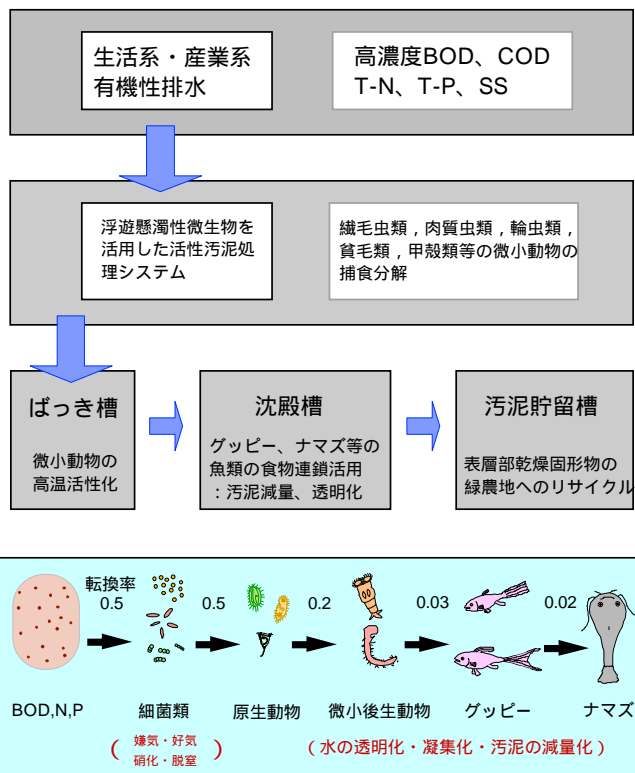 生活系・産業系
有機性排水
高濃度BOD、COD
T-N、T-P、SS
浮遊懸濁性微生物を
活用した活性汚泥処
理システム
繊毛虫類，肉質虫類，輪虫類，
貧毛類，甲殻類等の微小動物の
捕食分解
ばっき槽
微小動物の
高温活性化
沈殿槽
グッピー、ナマズ等の
魚類の食物連鎖活用
：汚泥減量、透明化
汚泥貯留槽
表層部乾燥固形物の
緑農地へのリサイクル
転換率
0.5
0.5
0.2
0.03
0.02
BOD,N,P
細菌類
原生動物
微小後生動物
グッピー
ナマズ
（嫌気・好気
硝化・脱窒）
（水の透明化・凝集化・汚泥の減量化）